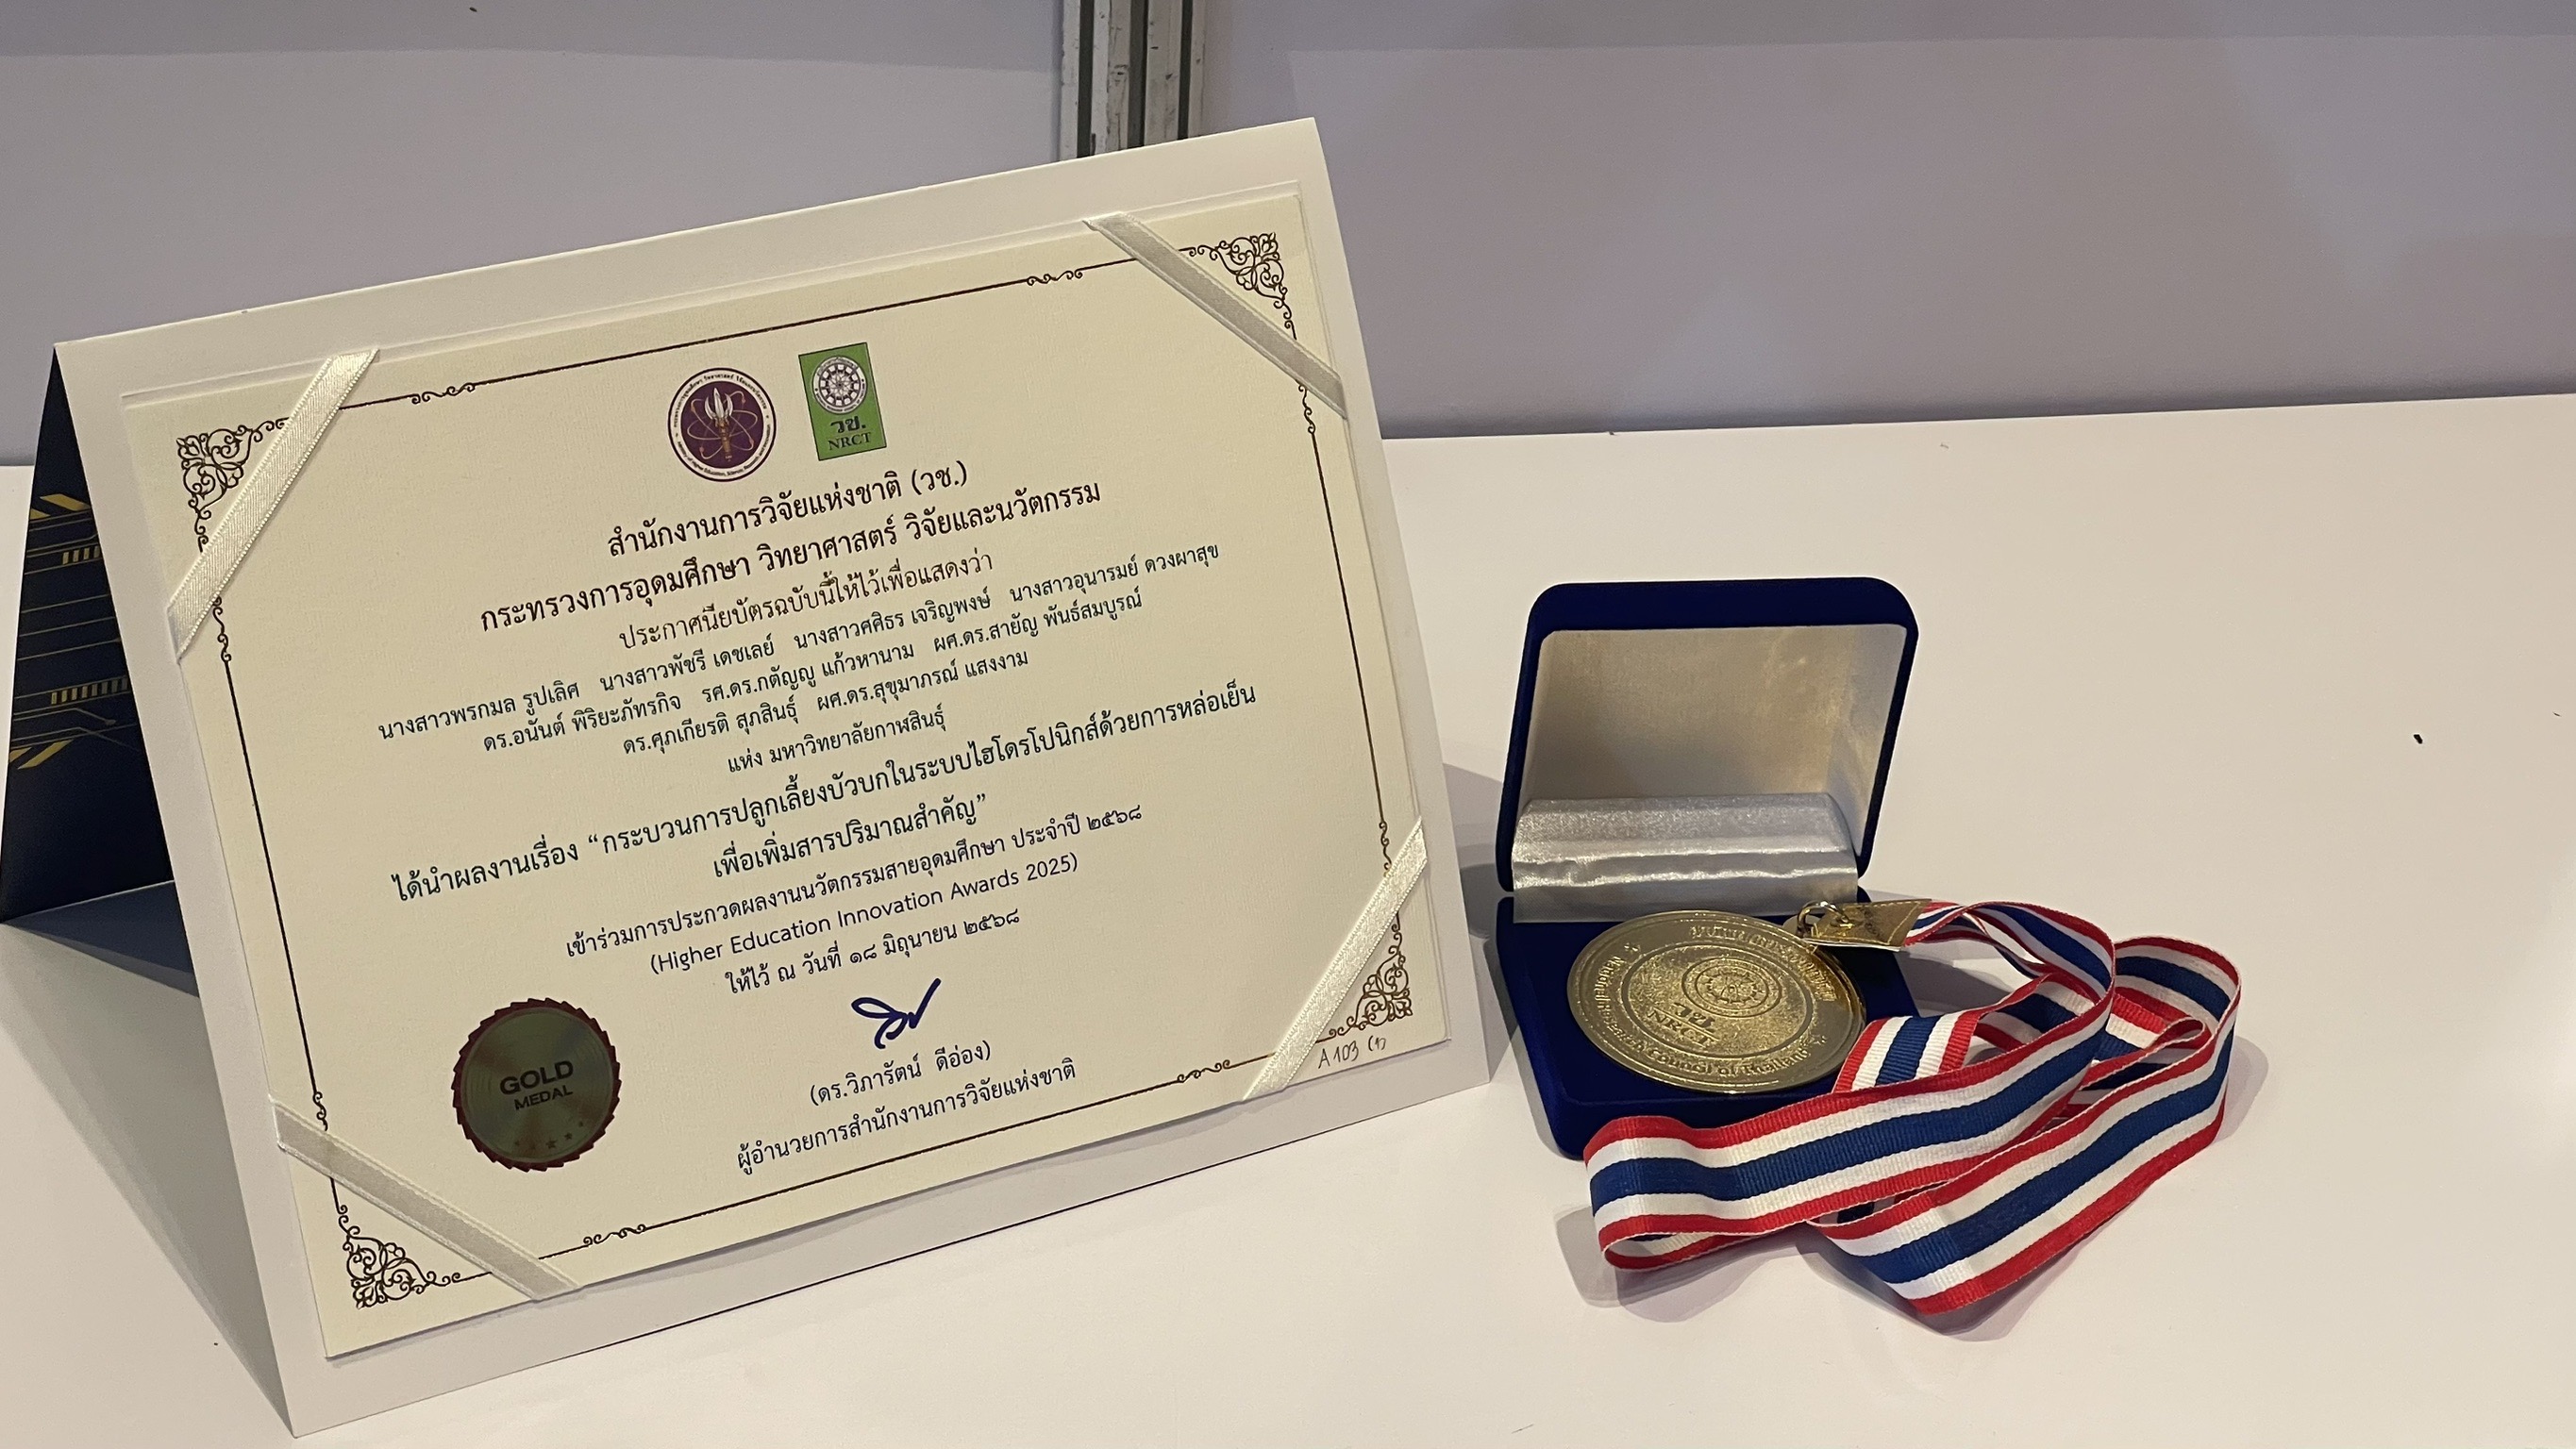 วช.
NRCT
สำนักงานการวิจัยแห่งชาติ (วช.)
กระทรวงการอุดมศึกษา วิทยาศาสตร์ วิจัยและนวัตกรรม
ประกาศนียบัตรฉบับนี้ให้ไว้เพื่อแสดงว่า
นางสาวพรกมล รูปเลิศ นางสาวพัชรี เดชเลย์ นางสาวศศิธร เจริญพงษ์ นางสาวอุนารมย์ ดวงผาสุข
ดร.อนันต์ พิริยะภัทรกิจ รศ.ดร.กตัญญู แก้วหานาม ผศ.ดร.สายัญ พันธ์สมบูรณ์
ดร.ศุภเกียรติ สุภสินธุ์ ผศ.ดร.สุขุมาภรณ์ แสงงาม
แห่ง มหาวิทยาลัยกาฬสินธุ์
ได้นำผลงานเรื่อง “กระบวนการปลูกเลี้ยงบัวบกในระบบไฮโดรโปนิกส์ด้วยการหล่อเย็น
เพื่อเพิ่มสารปริมาณสำคัญ”
เข้าร่วมการประกวดผลงานนวัตกรรมสายอุดมศึกษา ประจำปี ๒๕๖๘
(Higher Education Innovation Awards 2025)
ให้ไว้ ณ วันที่ ๑๘ มิถุนายน ๒๕๖๘
(ดร.วิภารัตน์ ดีอ่อง)
ผู้อำนวยการสำนักงานการวิจัยแห่งชาติ
GOLD
MEDAL
A103 (1)
วช.
NRCT
Council of Thailand